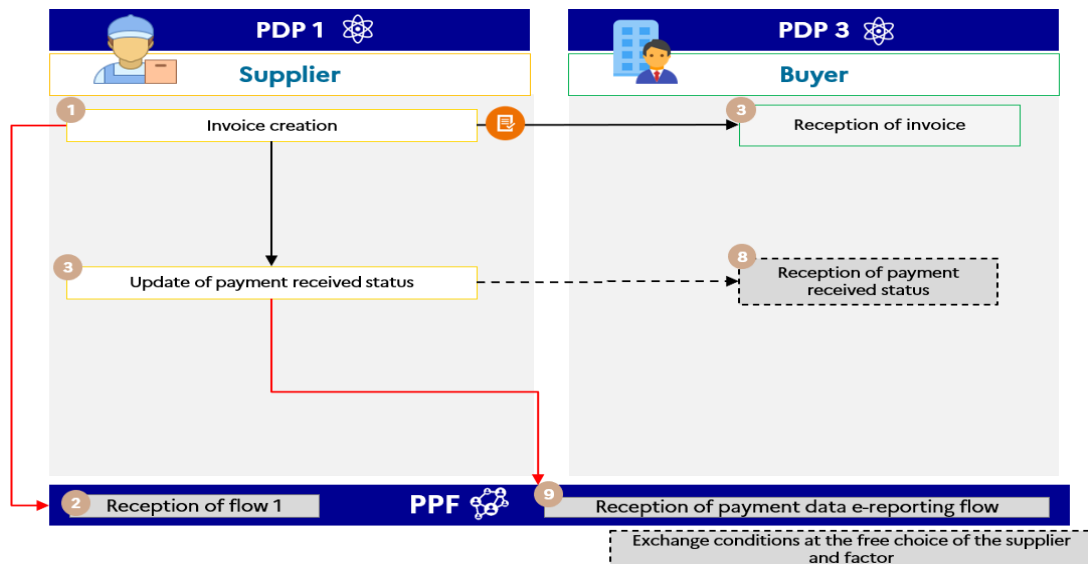 PDP 1
PDP 3
Supplier
Buyer
1
Invoice creation
3
Reception of invoice
3
Update of payment received status
8
Reception of payment
received status
2
Reception of flow 1
PPF
9
Reception of payment data e-reporting flow
Exchange conditions at the free choice of the supplier
and factor